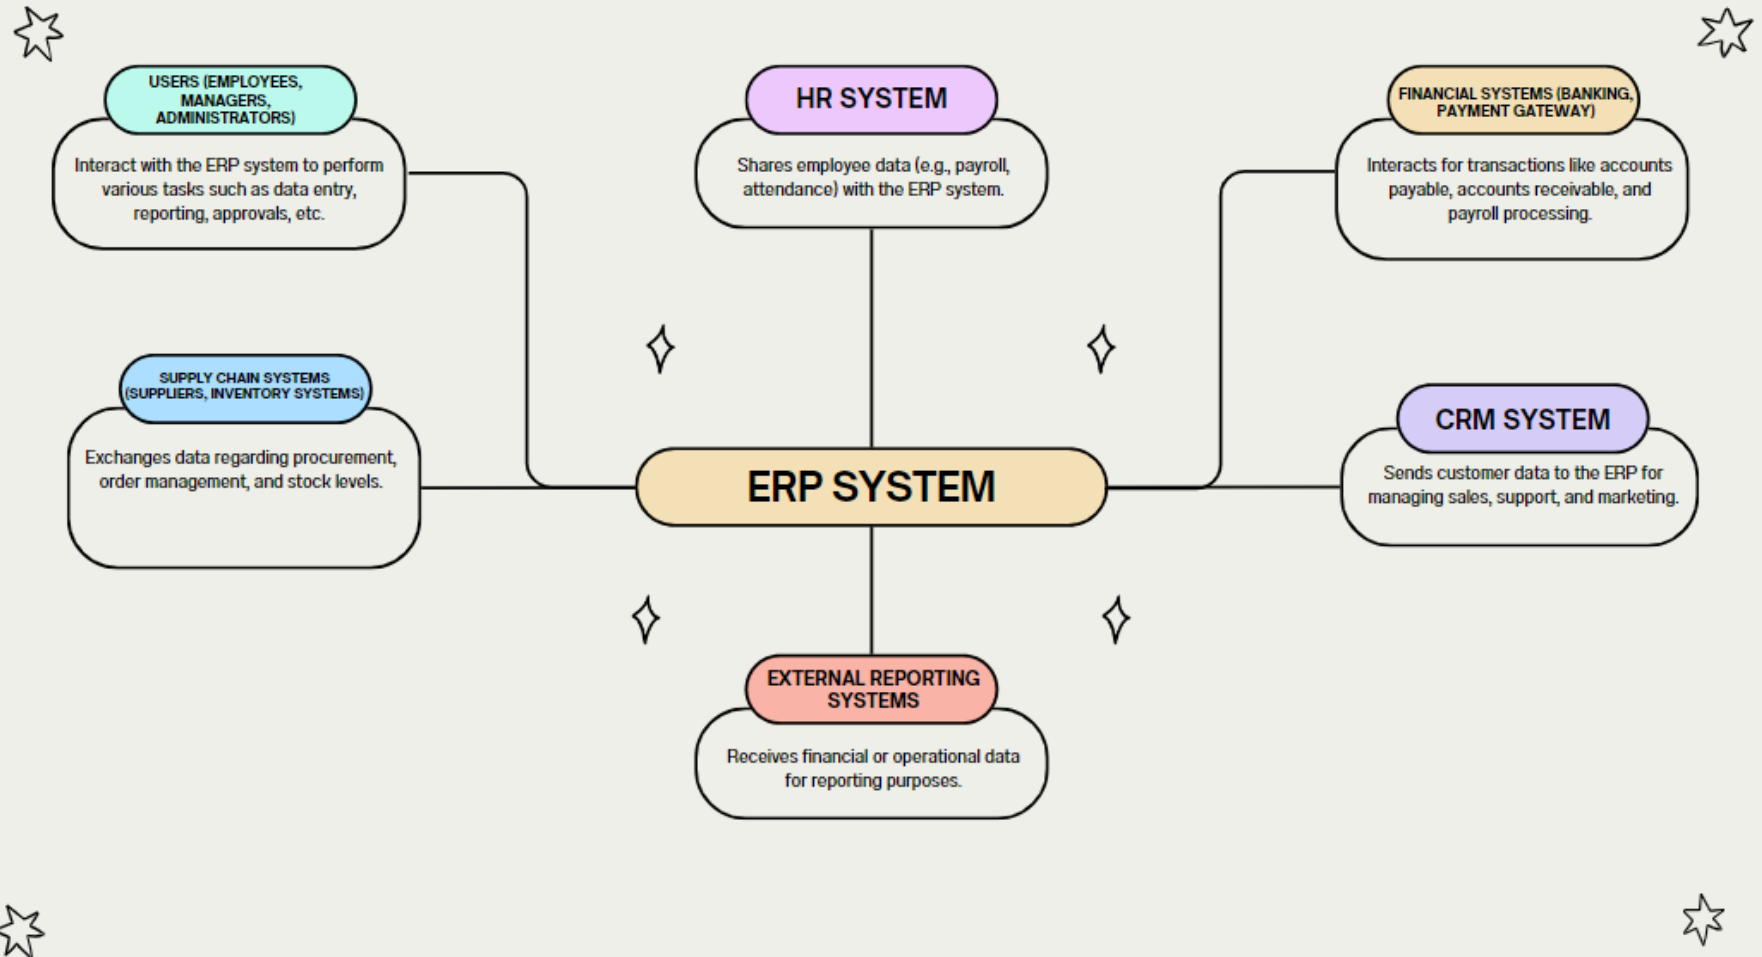 USERS (EMPLOYEES,
MANAGERS,
ADMINISTRATORS)
Interact with the ERP system to perform
various tasks such as data entry,
reporting, approvals, etc.
HR SYSTEM
Shares employee data (e.g., payroll,
attendance) with the ERP system.
FINANCIAL SYSTEMS (BANKING,
PAYMENT GATEWAY)
Interacts for transactions like accounts
payable, accounts receivable, and
payroll processing.
SUPPLY CHAIN SYSTEMS
(SUPPLIERS, INVENTORY SYSTEMS)
Exchanges data regarding procurement,
order management, and stock levels.
ERP SYSTEM
CRM SYSTEM
Sends customer data to the ERP for
managing sales, support, and marketing.
EXTERNAL REPORTING
SYSTEMS
Receives financial or operational data
for reporting purposes.